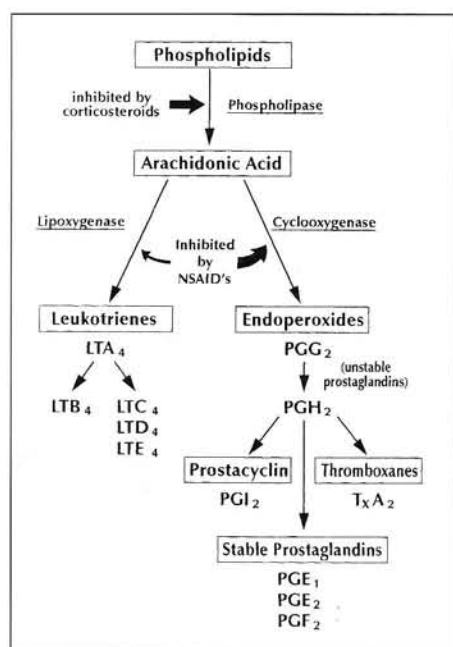 Phospholipids
inhibited by
corticosteroids
Phospholipase
Arachidonic Acid
Lipoxygenase
Cyclooxygenase
Inhibited
by
NSAID's
Leukotrienes
Endoperoxides
LTA₄
PGG₂
(unstable
prostaglandins)
LTB₄
LTC₄
LTD₄
LTE₄
PGH₂
Prostacyclin
Thromboxanes
PGI₂
TₓA₂
Stable Prostaglandins
PGE₁
PGE₂
PGF₂